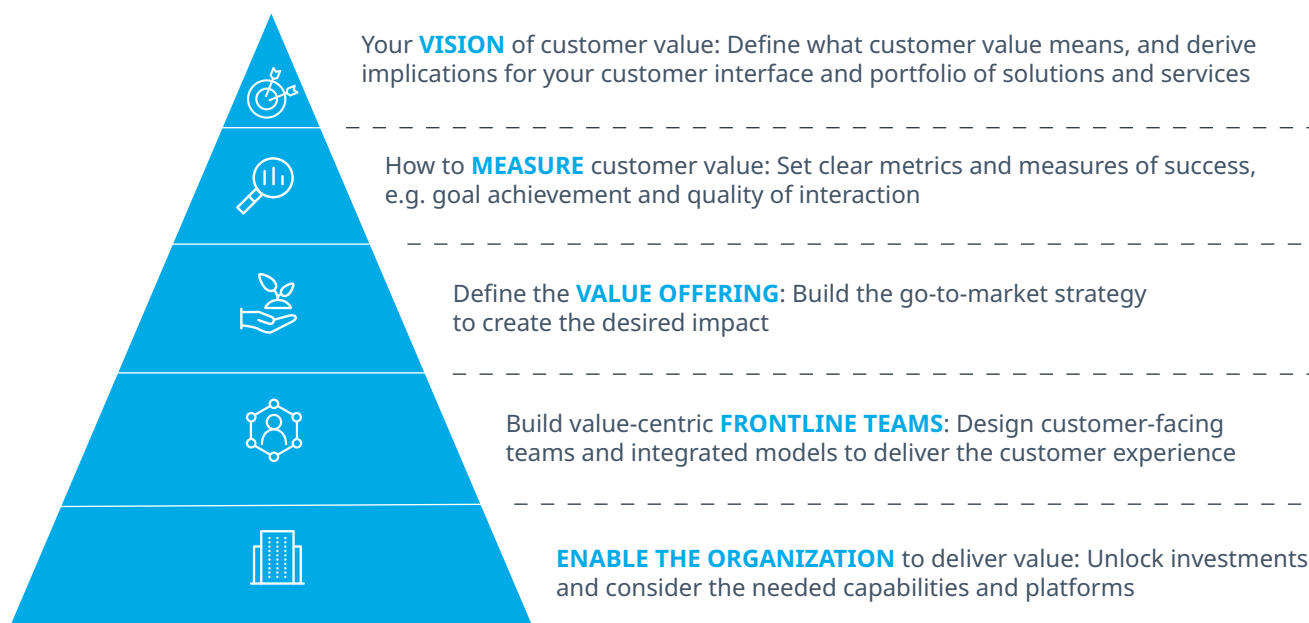 Your VISION of customer value: Define what customer value means, and derive
implications for your customer interface and portfolio of solutions and services
How to MEASURE customer value: Set clear metrics and measures of success,
e.g. goal achievement and quality of interaction
Define the VALUE OFFERING: Build the go-to-market strategy
to create the desired impact
Build value-centric FRONTLINE TEAMS: Design customer-facing
teams and integrated models to deliver the customer experience
ENABLE THE ORGANIZATION to deliver value: Unlock investments
and consider the needed capabilities and platforms